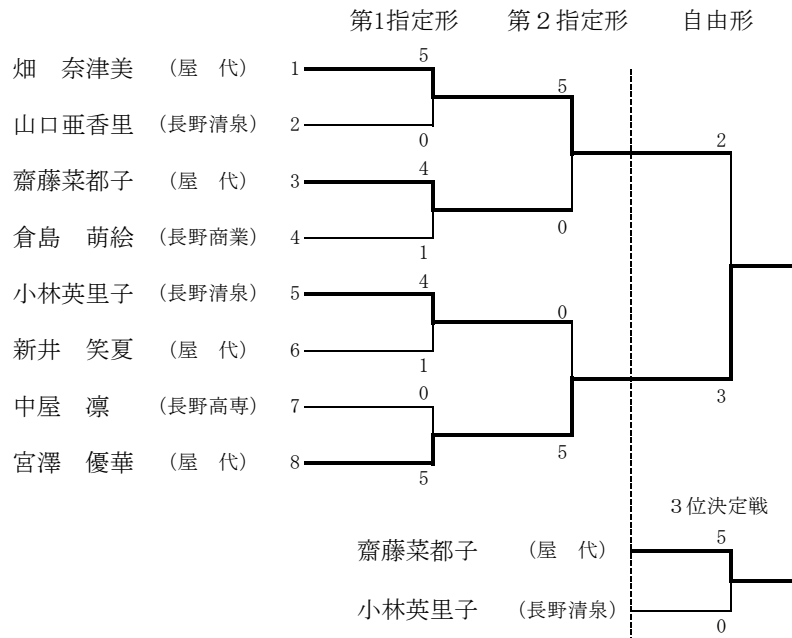 第1指定形 第２指定形 自由形
畑　奈津美 （屋　代） 1
山口亜香里 （長野清泉） 2
齋藤菜都子 （屋　代） 3
倉島　萌絵 （長野商業） 4
小林英里子 （長野清泉） 5
新井　笑夏 （屋　代） 6
中屋　凛 （長野高専） 7
宮澤　優華 （屋　代） 8
5
0
4
1
4
1
0
5
5
0
0
5
2
3
３位決定戦
齋藤菜都子 （屋　代） 5
小林英里子 （長野清泉） 0